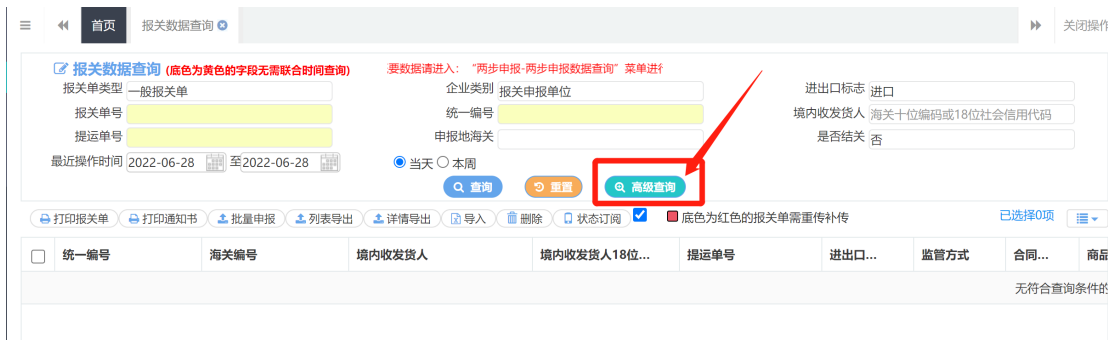 首页 报关数据查询 关闭操作
报关数据查询 (底色为黄色的字段无需联合时间查询) 要数据请进入：“两步申报-两步申报数据查询”菜单进行
报关单类型 一般报关单 企业类别 报关申报单位 进出口标志 进口
报关单号 统一编号 境内收发货人 海关十位编码或18位社会信用代码
提运单号 申报地海关 是否结关 否
最近操作时间 2022-06-28 至 2022-06-28 当天 本周
查询 重置 高级查询
打印报关单 打印通知书 批量申报 列表导出 详情导出 导入 删除 状态订阅 底色为红色的报关单需重传补传 已选择0项
统一编号 海关编号 境内收发货人 境内收发货人18位... 提运单号 进出口... 监管方式 合同... 商品
无符合查询条件的